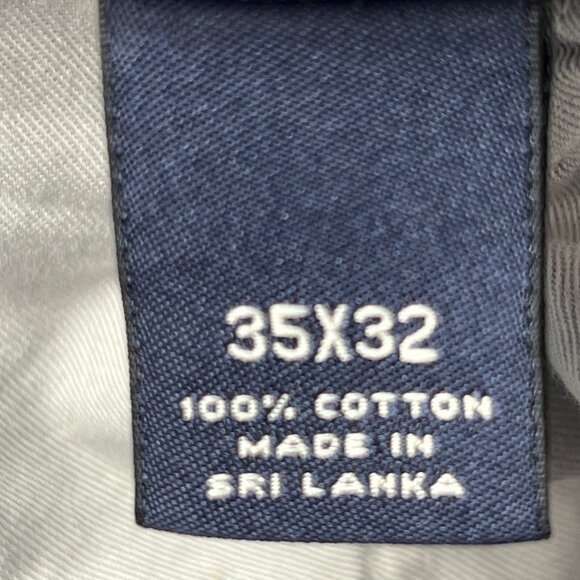 35X32
100% COTTON
MADE IN
SRI LANKA